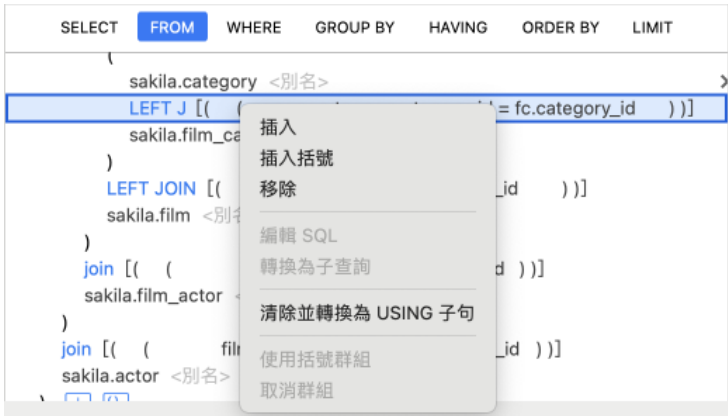 SELECT FROM WHERE GROUP BY HAVING ORDER BY LIMIT
(
sakila.category <別名>
LEFT J [( ( = fc.category_id ) )]
sakila.film_ca
)
LEFT JOIN [( _id ) )]
sakila.film <別
)
join [( ( d ) )]
sakila.film_actor
)
join [( ( fil _id ) )]
sakila.actor <別名>
插入
插入括號
移除
編輯 SQL
轉換為子查詢
清除並轉換為 USING 子句
使用括號群組
取消群組